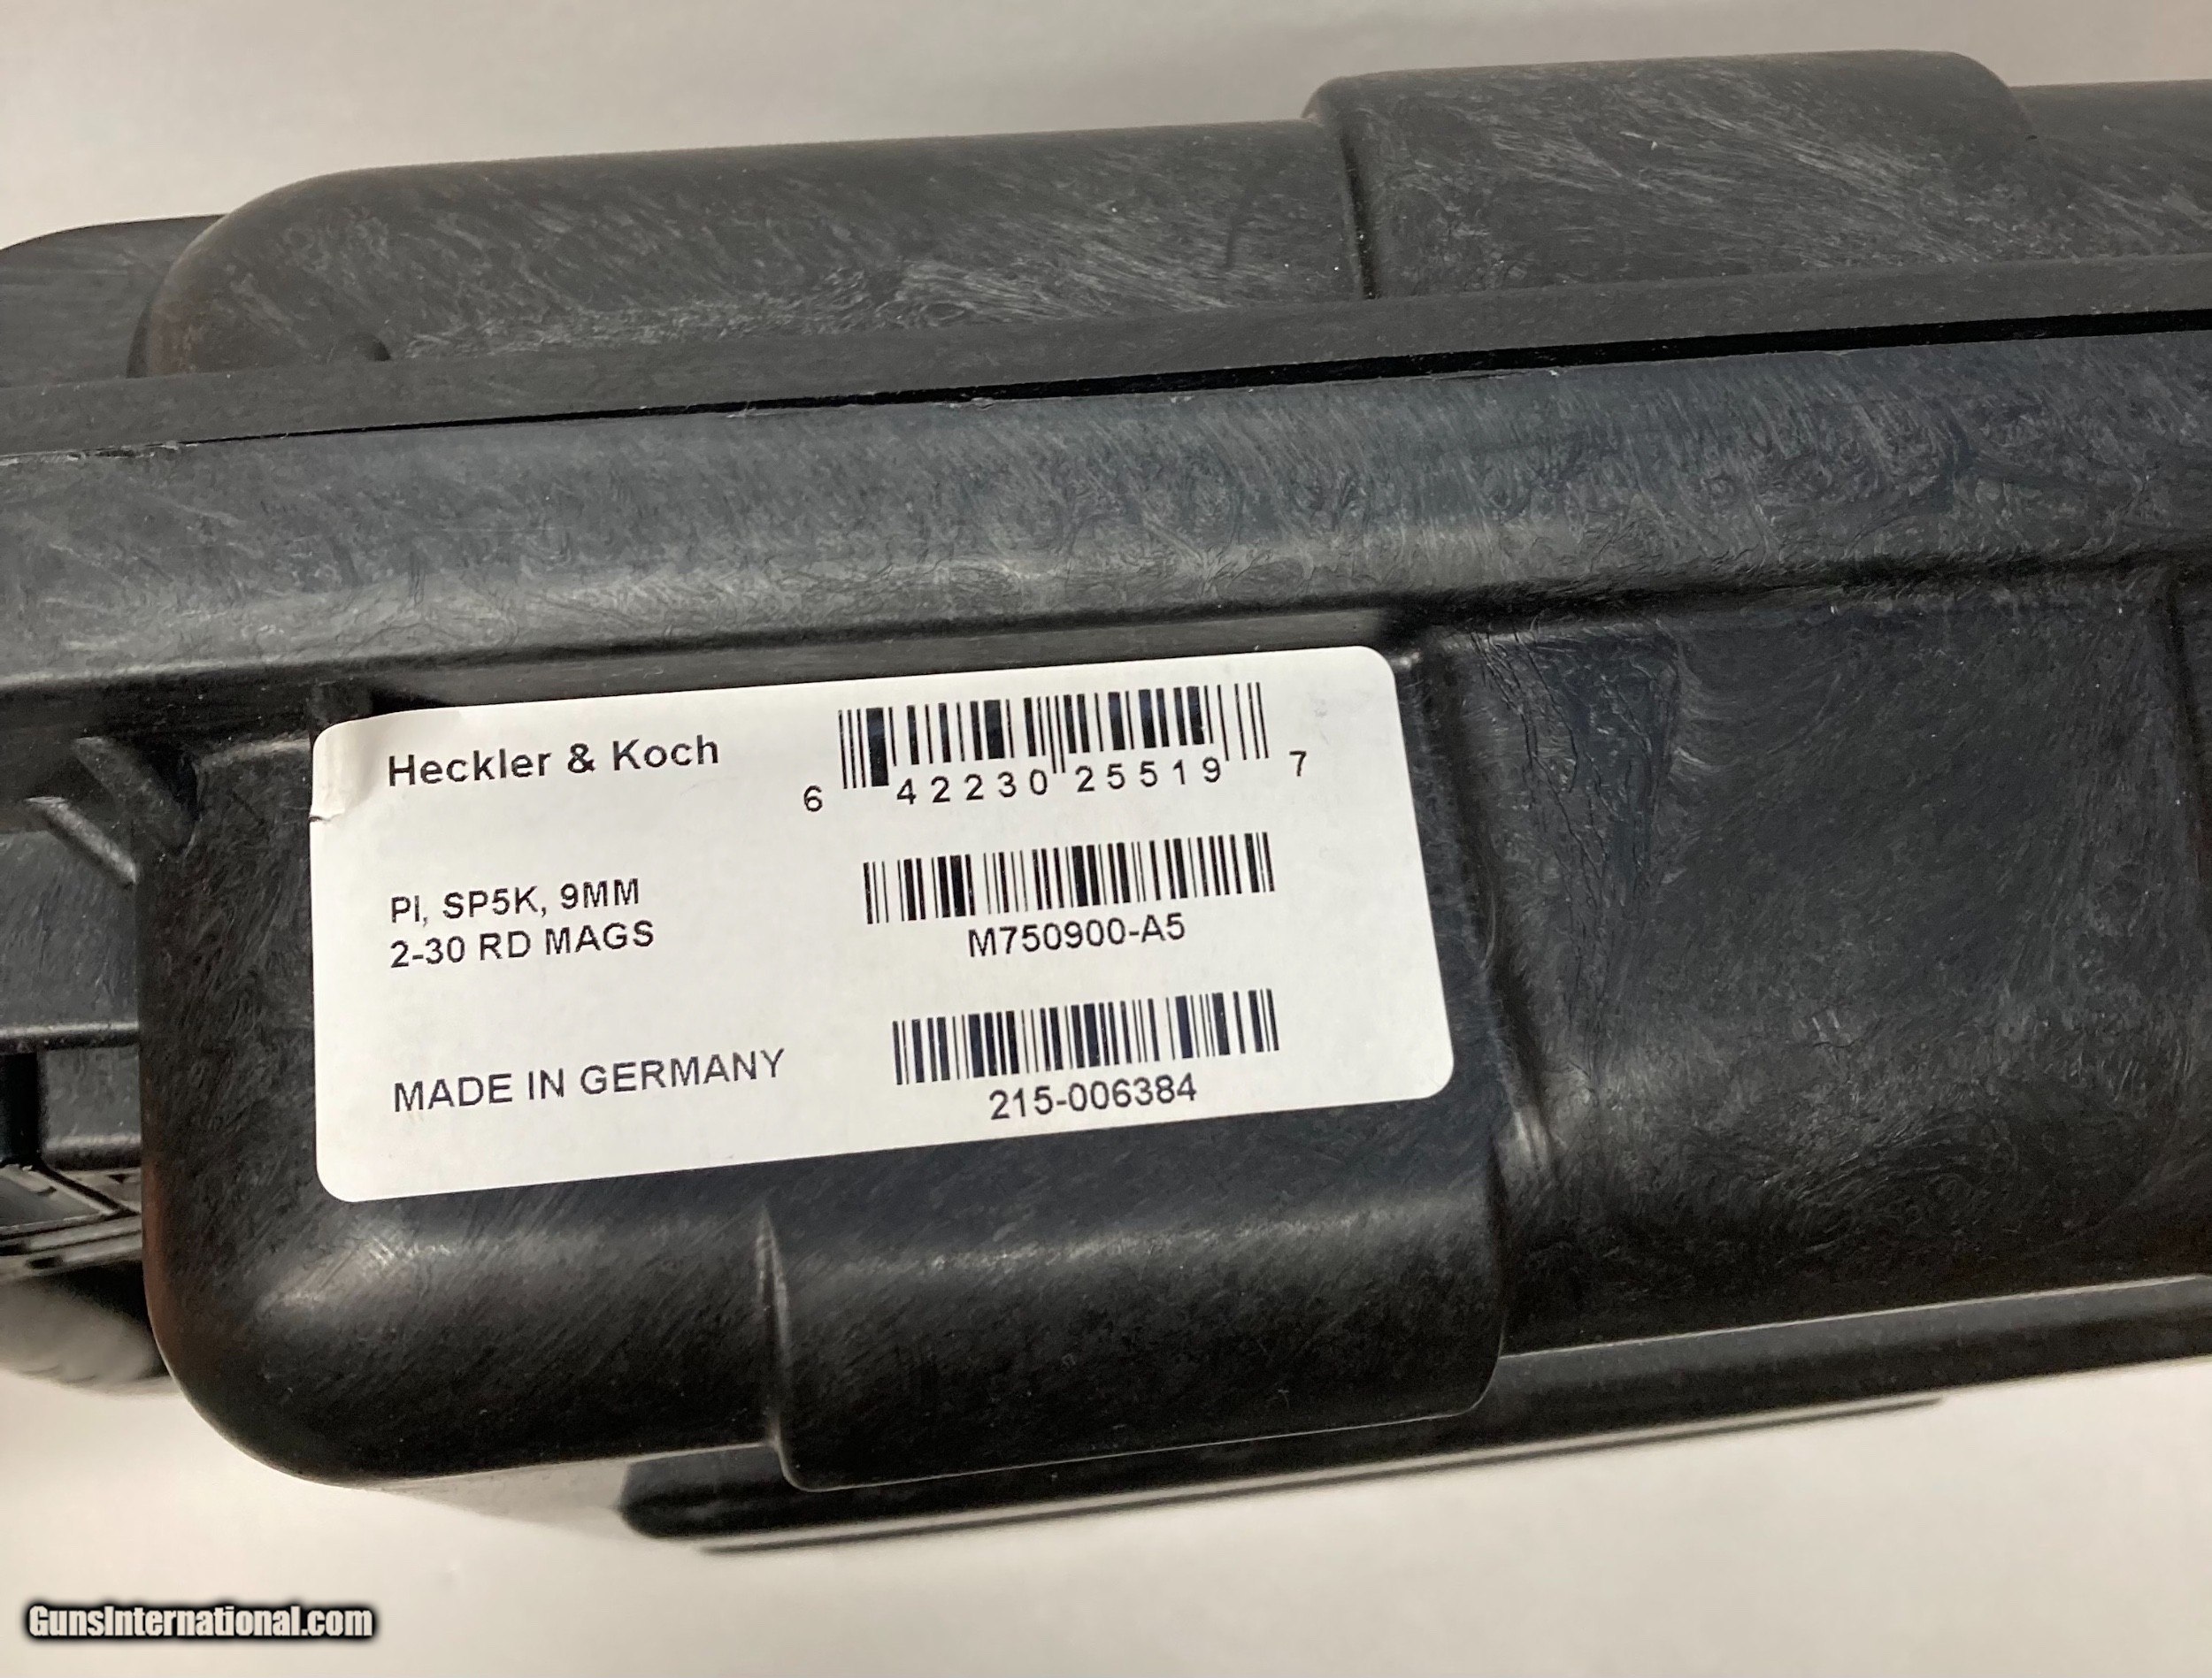 Heckler & Koch
6 42230 25519 7
PI, SP5K, 9MM
2-30 RD MAGS
M750900-A5
MADE IN GERMANY
215-006384
GunsInternational.com